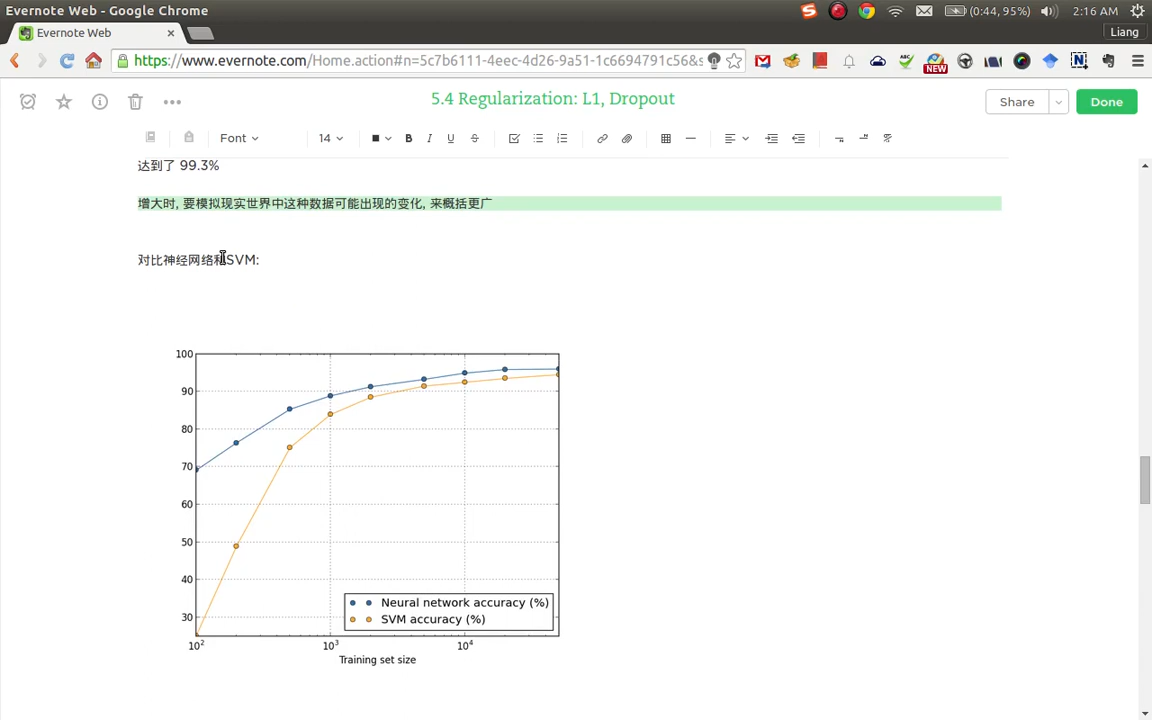 Evernote Web - Google Chrome
(0:44, 95%)
2:16 AM
Evernote Web
Liang
https://www.evernote.com/Home.action#n=5c7b6111-4eec-4d26-9a51-1c6694791c56&s
NEW
5.4 Regularization: L1, Dropout
Share
Done
Font
14
B
I
U
S
达到了 99.3%
增大时, 要模拟现实世界中这种数据可能出现的变化, 来概括更广
对比神经网络和SVM:
100
90
80
70
60
50
40
30
Neural network accuracy (%)
SVM accuracy (%)
10²
10³
10⁴
Training set size